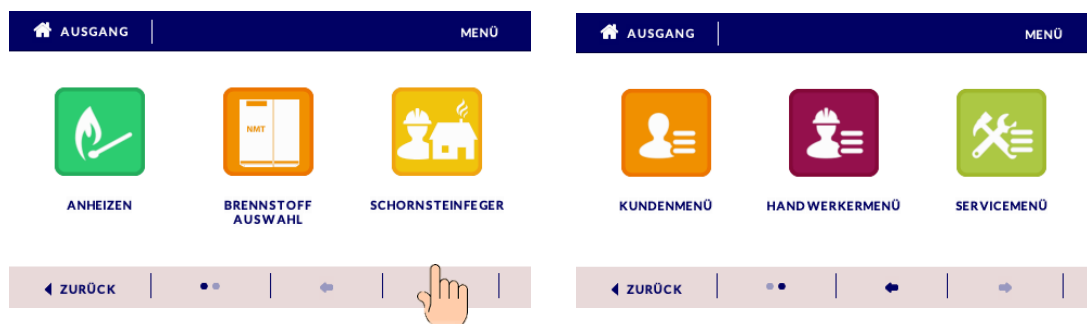 AUSGANG
MENÜ
NMT
ANHEIZEN
BRENNSTOFF
AUSWAHL
SCHORNSTEINFEGER
ZURÜCK
AUSGANG
MENÜ
KUNDENMENÜ
HANDWERKERMENÜ
SERVICEMENÜ
ZURÜCK